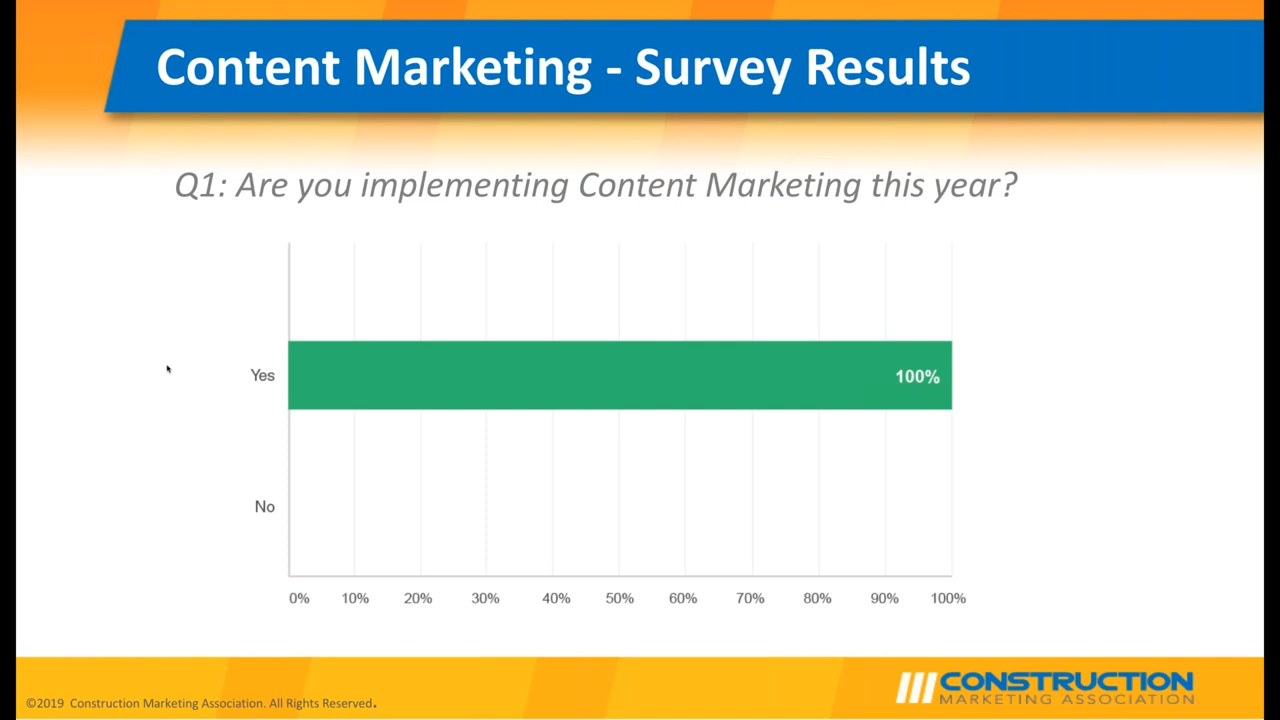 Content Marketing - Survey Results
Q1: Are you implementing Content Marketing this year?
Yes
100%
No
0% 10% 20% 30% 40% 50% 60% 70% 80% 90% 100%
©2019 Construction Marketing Association. All Rights Reserved.
CONSTRUCTION
MARKETING ASSOCIATION